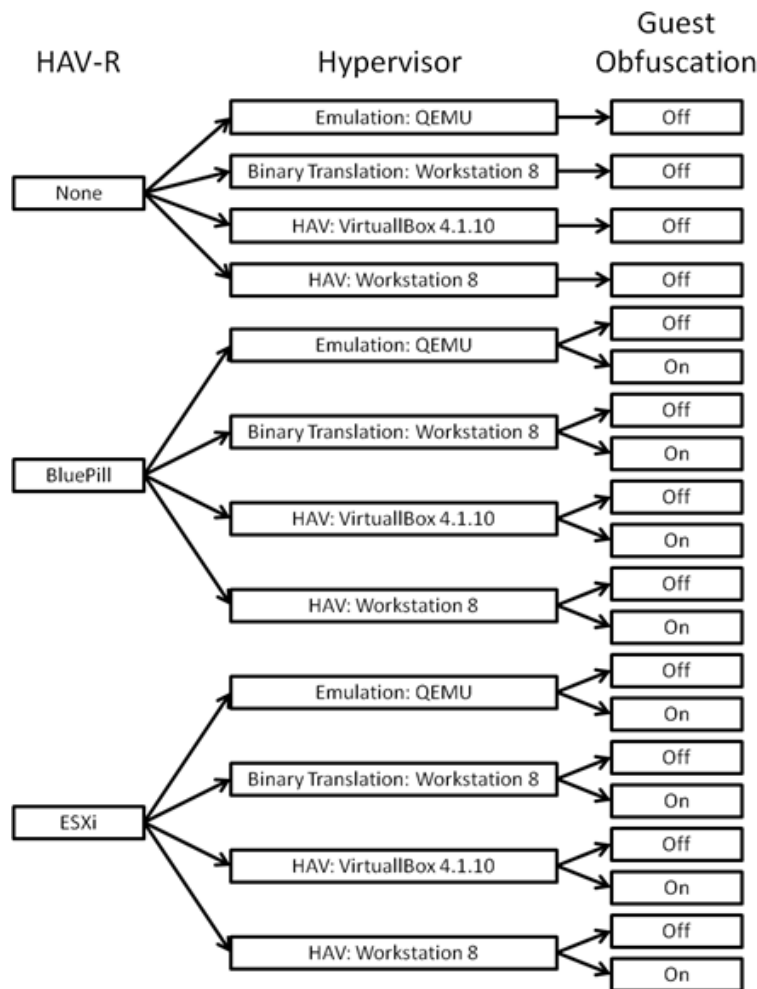 HAV-R
Hypervisor
Guest
Obfuscation
None
Emulation: QEMU
Off
Binary Translation: Workstation 8
Off
HAV: VirtuallBox 4.1.10
Off
HAV: Workstation 8
Off
BluePill
Emulation: QEMU
Off
On
Binary Translation: Workstation 8
Off
On
HAV: VirtuallBox 4.1.10
Off
On
HAV: Workstation 8
Off
On
ESXi
Emulation: QEMU
Off
On
Binary Translation: Workstation 8
Off
On
HAV: VirtuallBox 4.1.10
Off
On
HAV: Workstation 8
Off
On